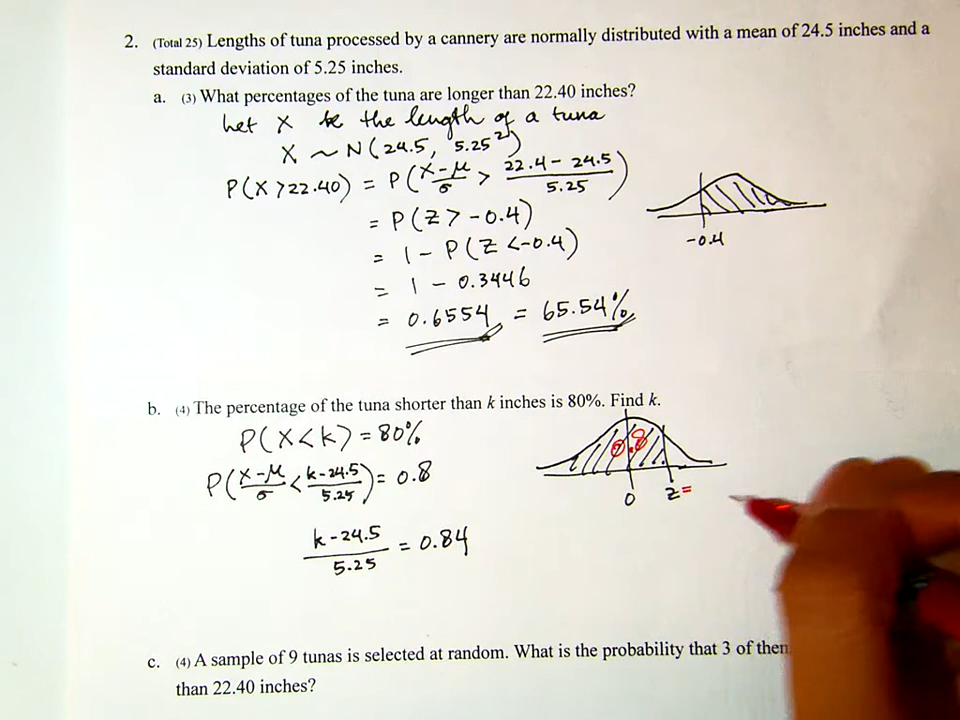 2. (Total 25) Lengths of tuna processed by a cannery are normally distributed with a mean of 24.5 inches and a
standard deviation of 5.25 inches.
a. (3) What percentages of the tuna are longer than 22.40 inches?
Let X be the length of a tuna
X ~ N(24.5, 5.25²)
P(X > 22.40) = P( (X-μ)/σ > (22.4 - 24.5)/5.25 )
= P(Z > -0.4)
= 1 - P(Z < -0.4)
-0.4
= 1 - 0.3446
= 0.6554 = 65.54%
b. (4) The percentage of the tuna shorter than k inches is 80%. Find k.
P(X < k) = 80%
0.8
P( (X-μ)/σ < (k-24.5)/5.25 ) = 0.8
0 z=
(k-24.5)/5.25 = 0.84
c. (4) A sample of 9 tunas is selected at random. What is the probability that 3 of then
than 22.40 inches?